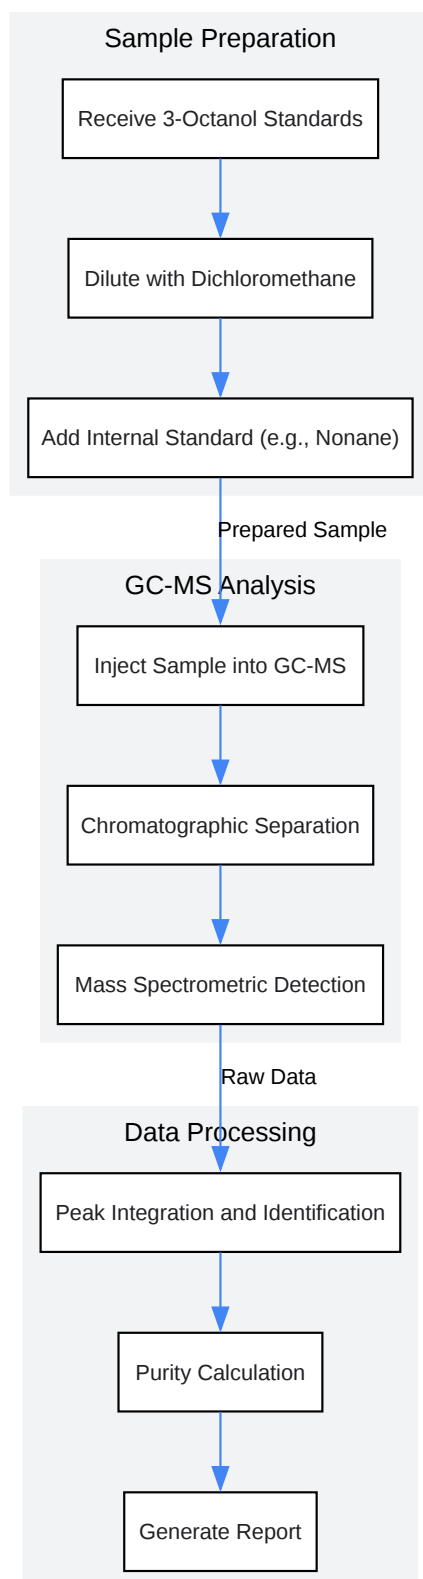 Sample Preparation
Receive 3-Octanol Standards
Dilute with Dichloromethane
Add Internal Standard (e.g., Nonane)
Prepared Sample
GC-MS Analysis
Inject Sample into GC-MS
Chromatographic Separation
Mass Spectrometric Detection
Raw Data
Data Processing
Peak Integration and Identification
Purity Calculation
Generate Report